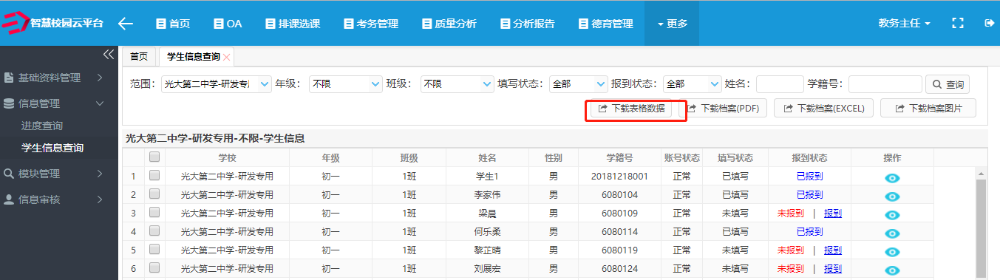 智慧校园云平台 首页 OA 排课选课 考务管理 质量分析 分析报告 德育管理 更多 教务主任
首页 学生信息查询
基础资料管理
信息管理
进度查询
学生信息查询
模块管理
信息审核
范围: 光大第二中学-研发专用 年级: 不限 班级: 不限 填写状态: 全部 报到状态: 全部 姓名: 学籍号: 查询
下载表格数据 下载档案(PDF) 下载档案(EXCEL) 下载档案图片
光大第二中学-研发专用-不限-学生信息
学校 年级 班级 姓名 性别 学籍号 账号状态 填写状态 报到状态 操作
1 光大第二中学-研发专用 初一 1班 学生1 男 20181218001 正常 已填写 已报到
2 光大第二中学-研发专用 初一 1班 李家伟 男 6080104 正常 已填写 已报到
3 光大第二中学-研发专用 初一 1班 梁晨 男 6080109 正常 未填写 未报到 | 报到
4 光大第二中学-研发专用 初一 1班 何乐柔 男 6080114 正常 已填写 已报到
5 光大第二中学-研发专用 初一 1班 黎芷晴 男 6080119 正常 未填写 未报到 | 报到
6 光大第二中学-研发专用 初一 1班 刘展宏 男 6080124 正常 未填写 未报到 | 报到